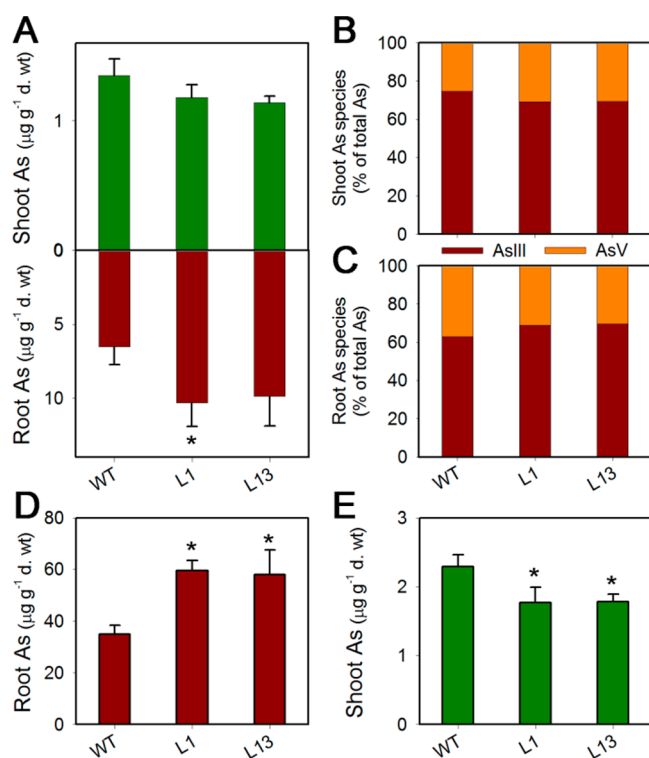 A
Shoot As (µg g⁻¹ d. wt)
1
0
Root As (µg g⁻¹ d. wt)
5
10
*
WT
L1
L13
B
Shoot As species
(% of total As)
100
80
60
40
20
0
AsIII
AsV
C
Root As species
(% of total As)
100
80
60
40
20
0
WT
L1
L13
D
Root As (µg g⁻¹ d. wt)
80
60
40
20
0
*
*
WT
L1
L13
E
Shoot As (µg g⁻¹ d. wt)
3
2
1
0
*
*
WT
L1
L13